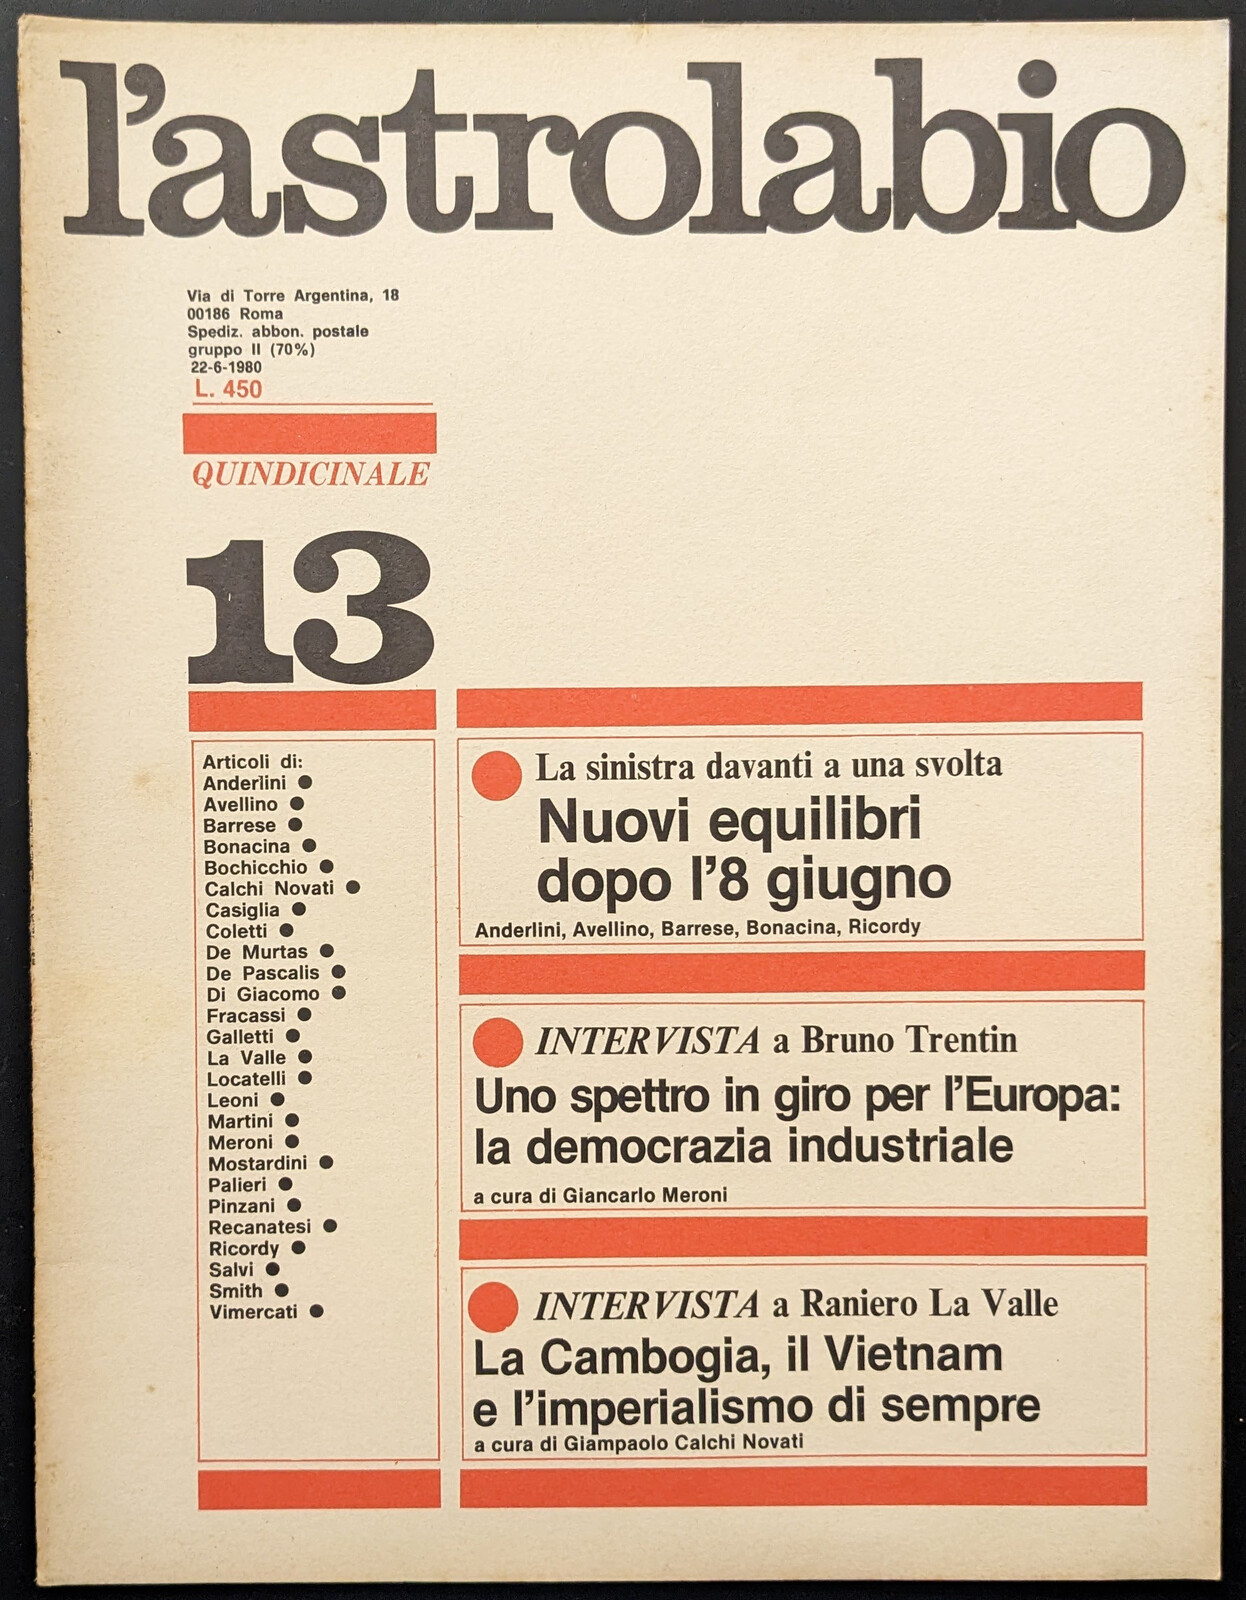 l'astrolabio
Via di Torre Argentina, 18
00186 Roma
Spediz. abbon. postale
gruppo II (70%)
22-6-1980
L. 450
QUINDICINALE
13
Articoli di:
Anderlini ●
Avellino ●
Barrese ●
Bonacina ●
Bochicchio ●
Calchi Novati ●
Casiglia ●
Coletti ●
De Murtas ●
De Pascalis ●
Di Giacomo ●
Fracassi ●
Galletti ●
La Valle ●
Locatelli ●
Leoni ●
Martini ●
Meroni ●
Mostardini ●
Palieri ●
Pinzani ●
Recanatesi ●
Ricordy ●
Salvi ●
Smith ●
Vimercati ●
La sinistra davanti a una svolta
Nuovi equilibri
dopo l'8 giugno
Anderlini, Avellino, Barrese, Bonacina, Ricordy
INTERVISTA a Bruno Trentin
Uno spettro in giro per l'Europa:
la democrazia industriale
a cura di Giancarlo Meroni
INTERVISTA a Raniero La Valle
La Cambogia, il Vietnam
e l'imperialismo di sempre
a cura di Giampaolo Calchi Novati